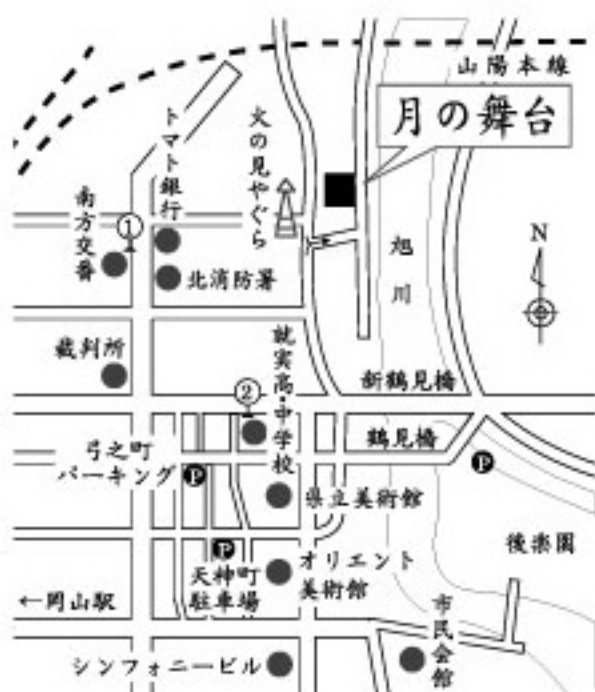 山陽本線
月の舞台
トマト銀行
火の見やぐら
南方交番
①
旭川
N
北消防署
裁判所
就実高・中学校
新鶴見橋
②
鶴見橋
弓之町
パーキング
P
P
県立美術館
後楽園
P
天神町
駐車場
オリエント
美術館
←岡山駅
市民会館
シンフォニービル